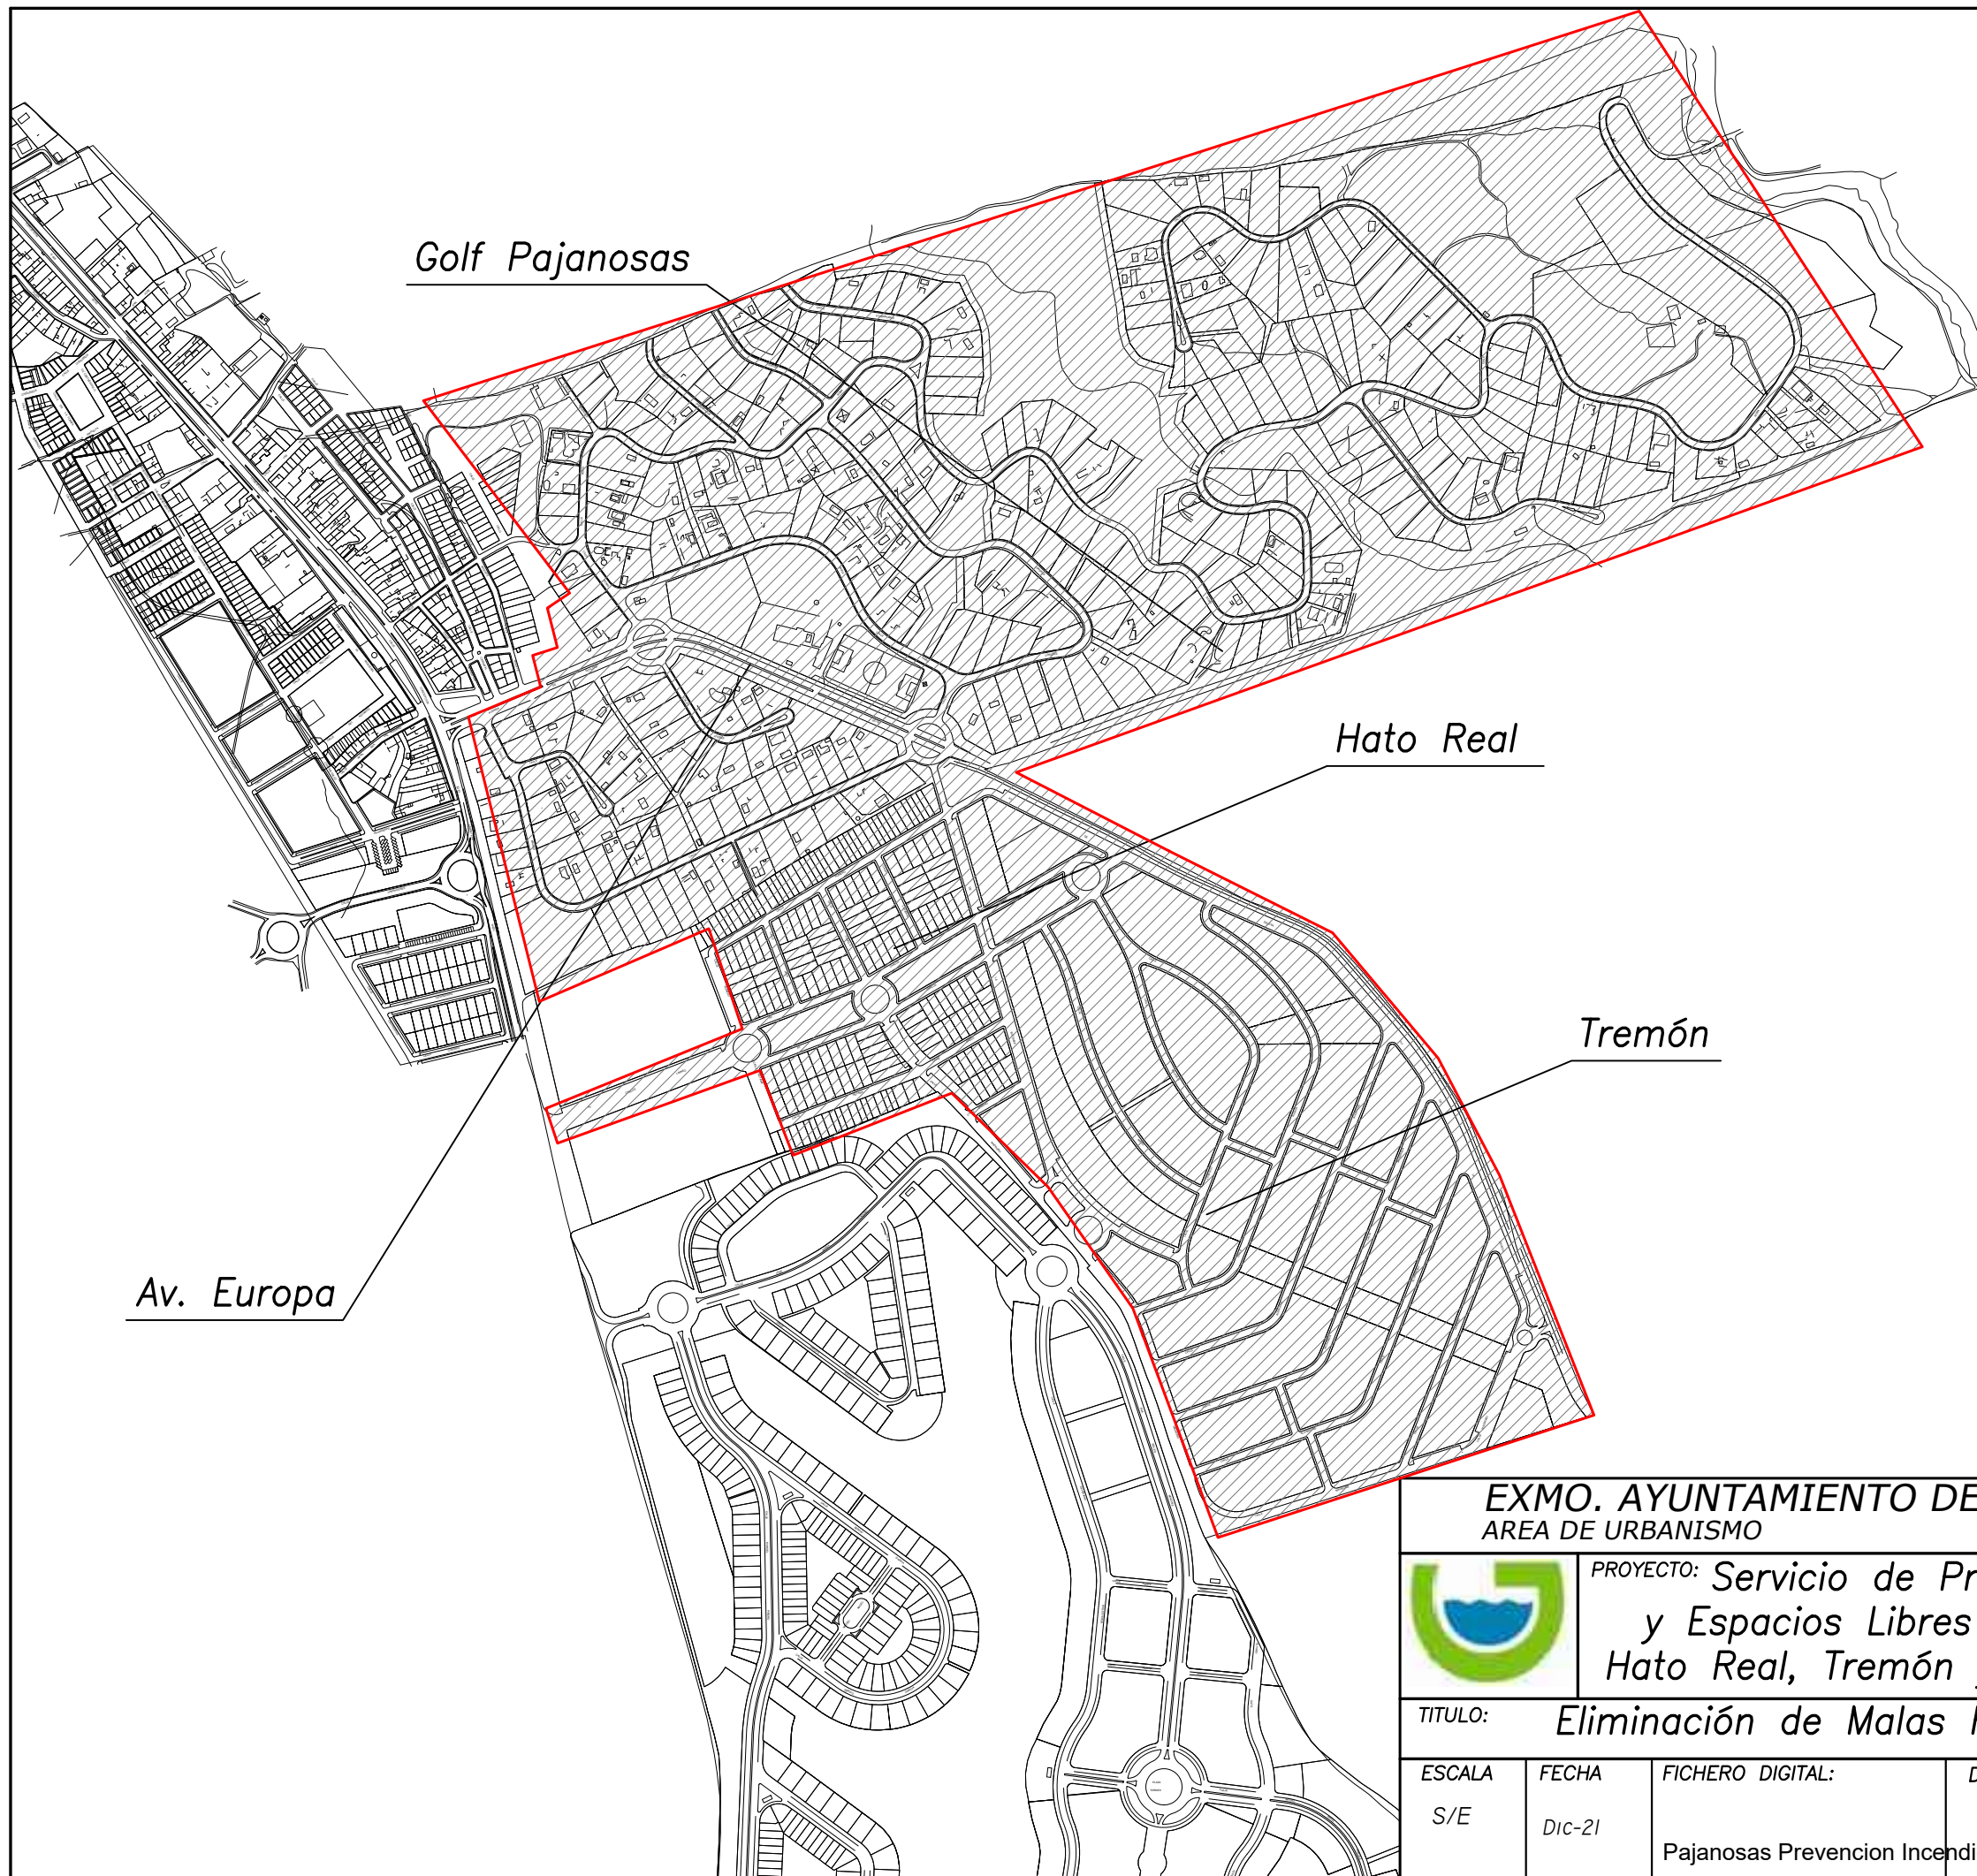 Golf Pajanosas
Hato Real
Tremón
Av. Europa
EXMO. AYUNTAMIENTO DE
AREA DE URBANISMO
PROYECTO: Servicio de Pr
y Espacios Libres
Hato Real, Tremón
TITULO: Eliminación de Malas
ESCALA
S/E
FECHA
Dic-21
FICHERO DIGITAL:
Pajanosas Prevencion Incendi